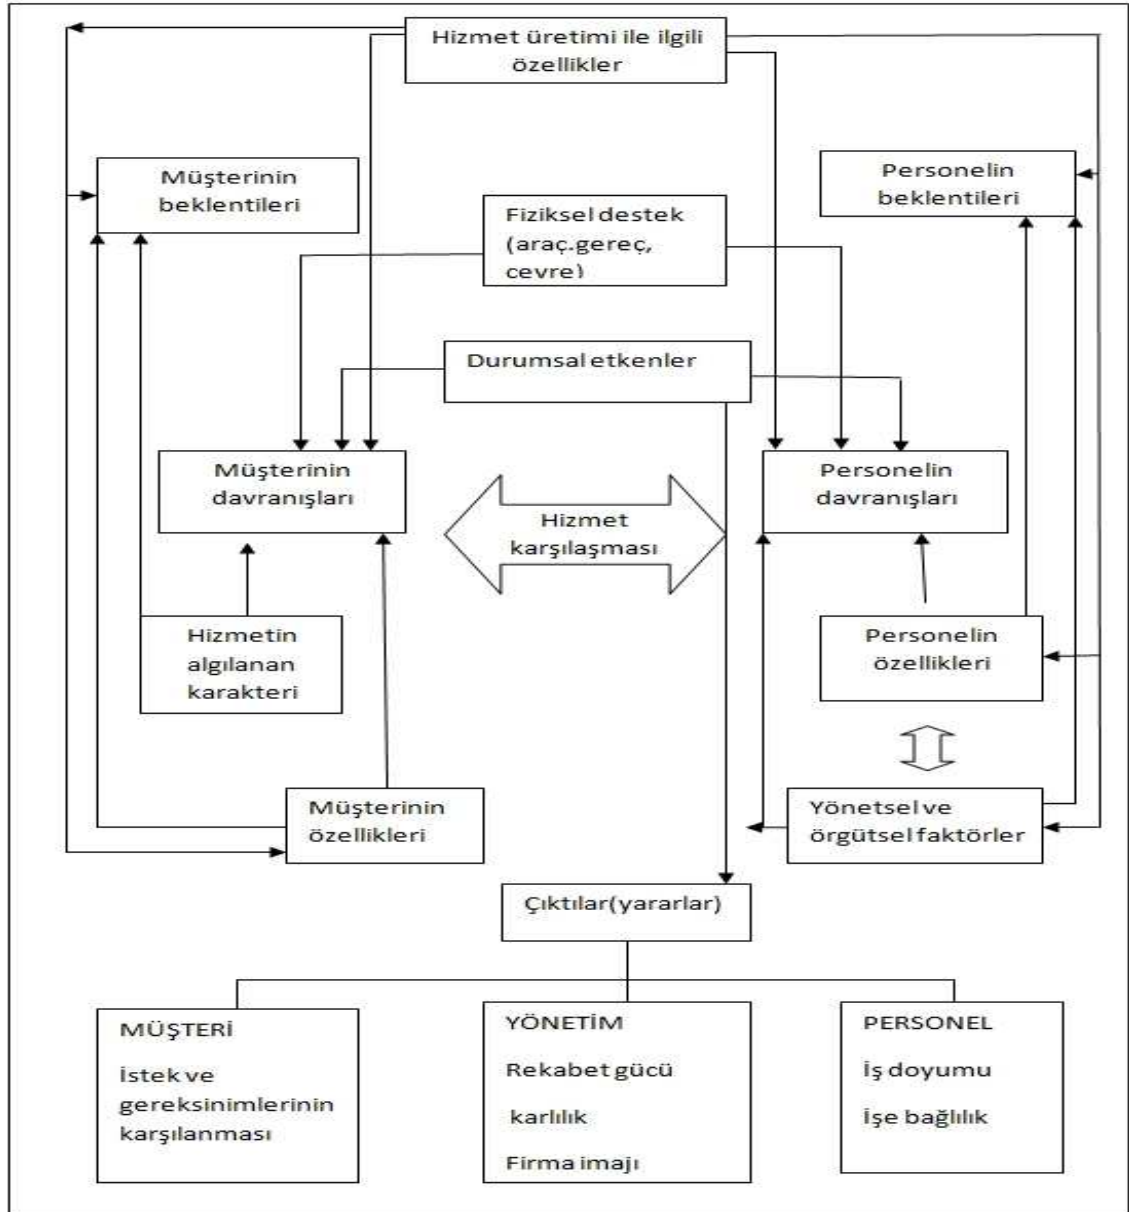 Hizmet üretimi ile ilgili
özellikler
Müşterinin
beklentileri
Personelin
beklentileri
Fiziksel destek
(araç.gereç,
cevre)
Durumsal etkenler
Müşterinin
davranışları
Hizmet
karşılaşması
Personelin
davranışları
Hizmetin
algılanan
karakteri
Personelin
özellikleri
Müşterinin
özellikleri
Yönetsel ve
örgütsel faktörler
Çıktılar(yararlar)
MÜŞTERİ
İstek ve
gereksinimlerinin
karşılanması
YÖNETİM
Rekabet gücü
karlılık
Firma imajı
PERSONEL
İş doyumu
İşe bağlılık